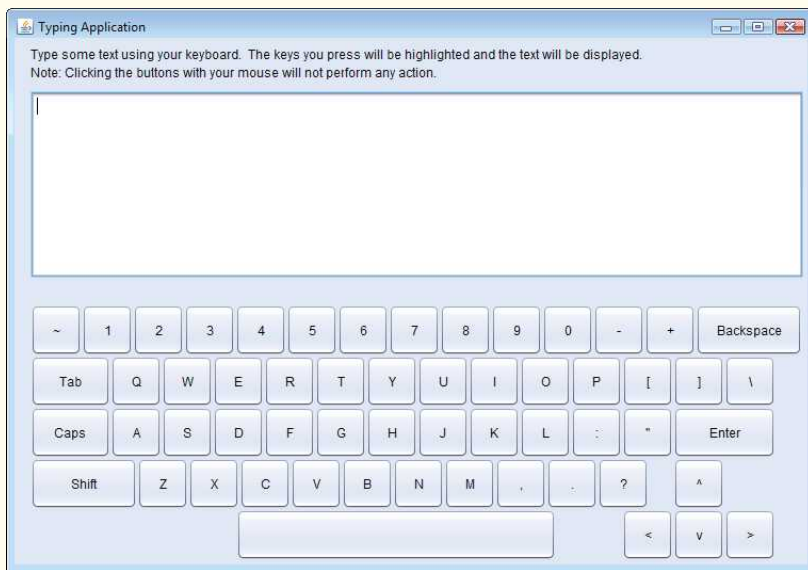 Typing Application
Type some text using your keyboard. The keys you press will be highlighted and the text will be displayed.
Note: Clicking the buttons with your mouse will not perform any action.
~ 1 2 3 4 5 6 7 8 9 0 - + Backspace
Tab Q W E R T Y U I O P [ ] \
Caps A S D F G H J K L : " Enter
Shift Z X C V B N M , . ? ^
< v >